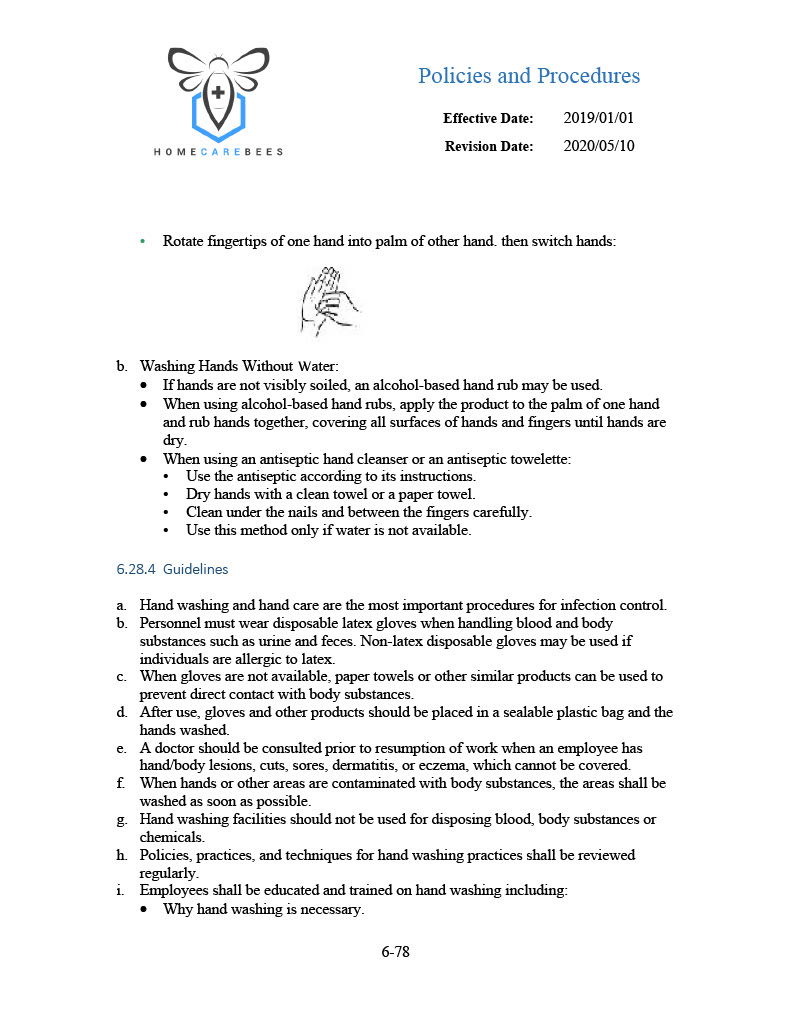 Policies and Procedures
Effective Date: 2019/01/01
Revision Date: 2020/05/10
HOMECAREBEES
• Rotate fingertips of one hand into palm of other hand. then switch hands:
b. Washing Hands Without Water:
• If hands are not visibly soiled, an alcohol-based hand rub may be used.
• When using alcohol-based hand rubs, apply the product to the palm of one hand
and rub hands together, covering all surfaces of hands and fingers until hands are
dry.
• When using an antiseptic hand cleanser or an antiseptic towelette:
• Use the antiseptic according to its instructions.
• Dry hands with a clean towel or a paper towel.
• Clean under the nails and between the fingers carefully.
• Use this method only if water is not available.
6.28.4 Guidelines
a. Hand washing and hand care are the most important procedures for infection control.
b. Personnel must wear disposable latex gloves when handling blood and body
substances such as urine and feces. Non-latex disposable gloves may be used if
individuals are allergic to latex.
c. When gloves are not available, paper towels or other similar products can be used to
prevent direct contact with body substances.
d. After use, gloves and other products should be placed in a sealable plastic bag and the
hands washed.
e. A doctor should be consulted prior to resumption of work when an employee has
hand/body lesions, cuts, sores, dermatitis, or eczema, which cannot be covered.
f. When hands or other areas are contaminated with body substances, the areas shall be
washed as soon as possible.
g. Hand washing facilities should not be used for disposing blood, body substances or
chemicals.
h. Policies, practices, and techniques for hand washing practices shall be reviewed
regularly.
i. Employees shall be educated and trained on hand washing including:
• Why hand washing is necessary.
6-78